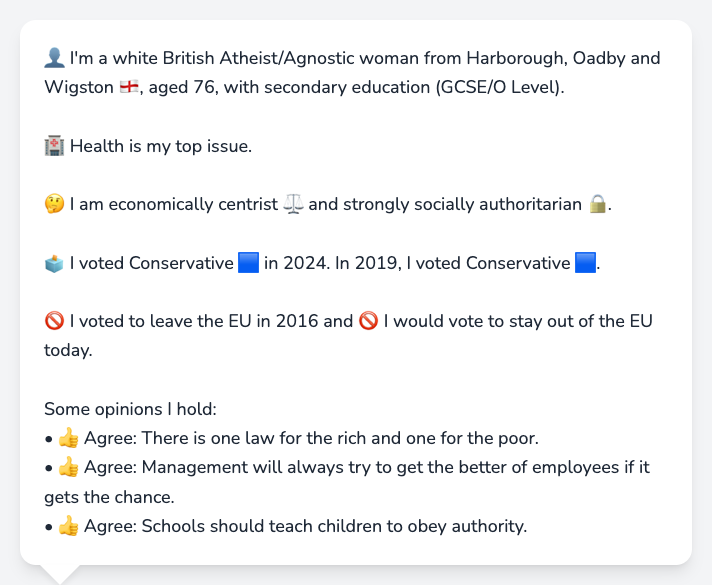 👤 I'm a white British Atheist/Agnostic woman from Harborough, Oadby and
Wigston 🏴󠁧󠁢󠁥󠁮󠁧󠁿, aged 76, with secondary education (GCSE/O Level).
🏥 Health is my top issue.
🤔 I am economically centrist ⚖️ and strongly socially authoritarian 🔒.
🗳️ I voted Conservative 🟦 in 2024. In 2019, I voted Conservative 🟦.
🚫 I voted to leave the EU in 2016 and 🚫 I would vote to stay out of the EU
today.
Some opinions I hold:
• 👍 Agree: There is one law for the rich and one for the poor.
• 👍 Agree: Management will always try to get the better of employees if it
gets the chance.
• 👍 Agree: Schools should teach children to obey authority.